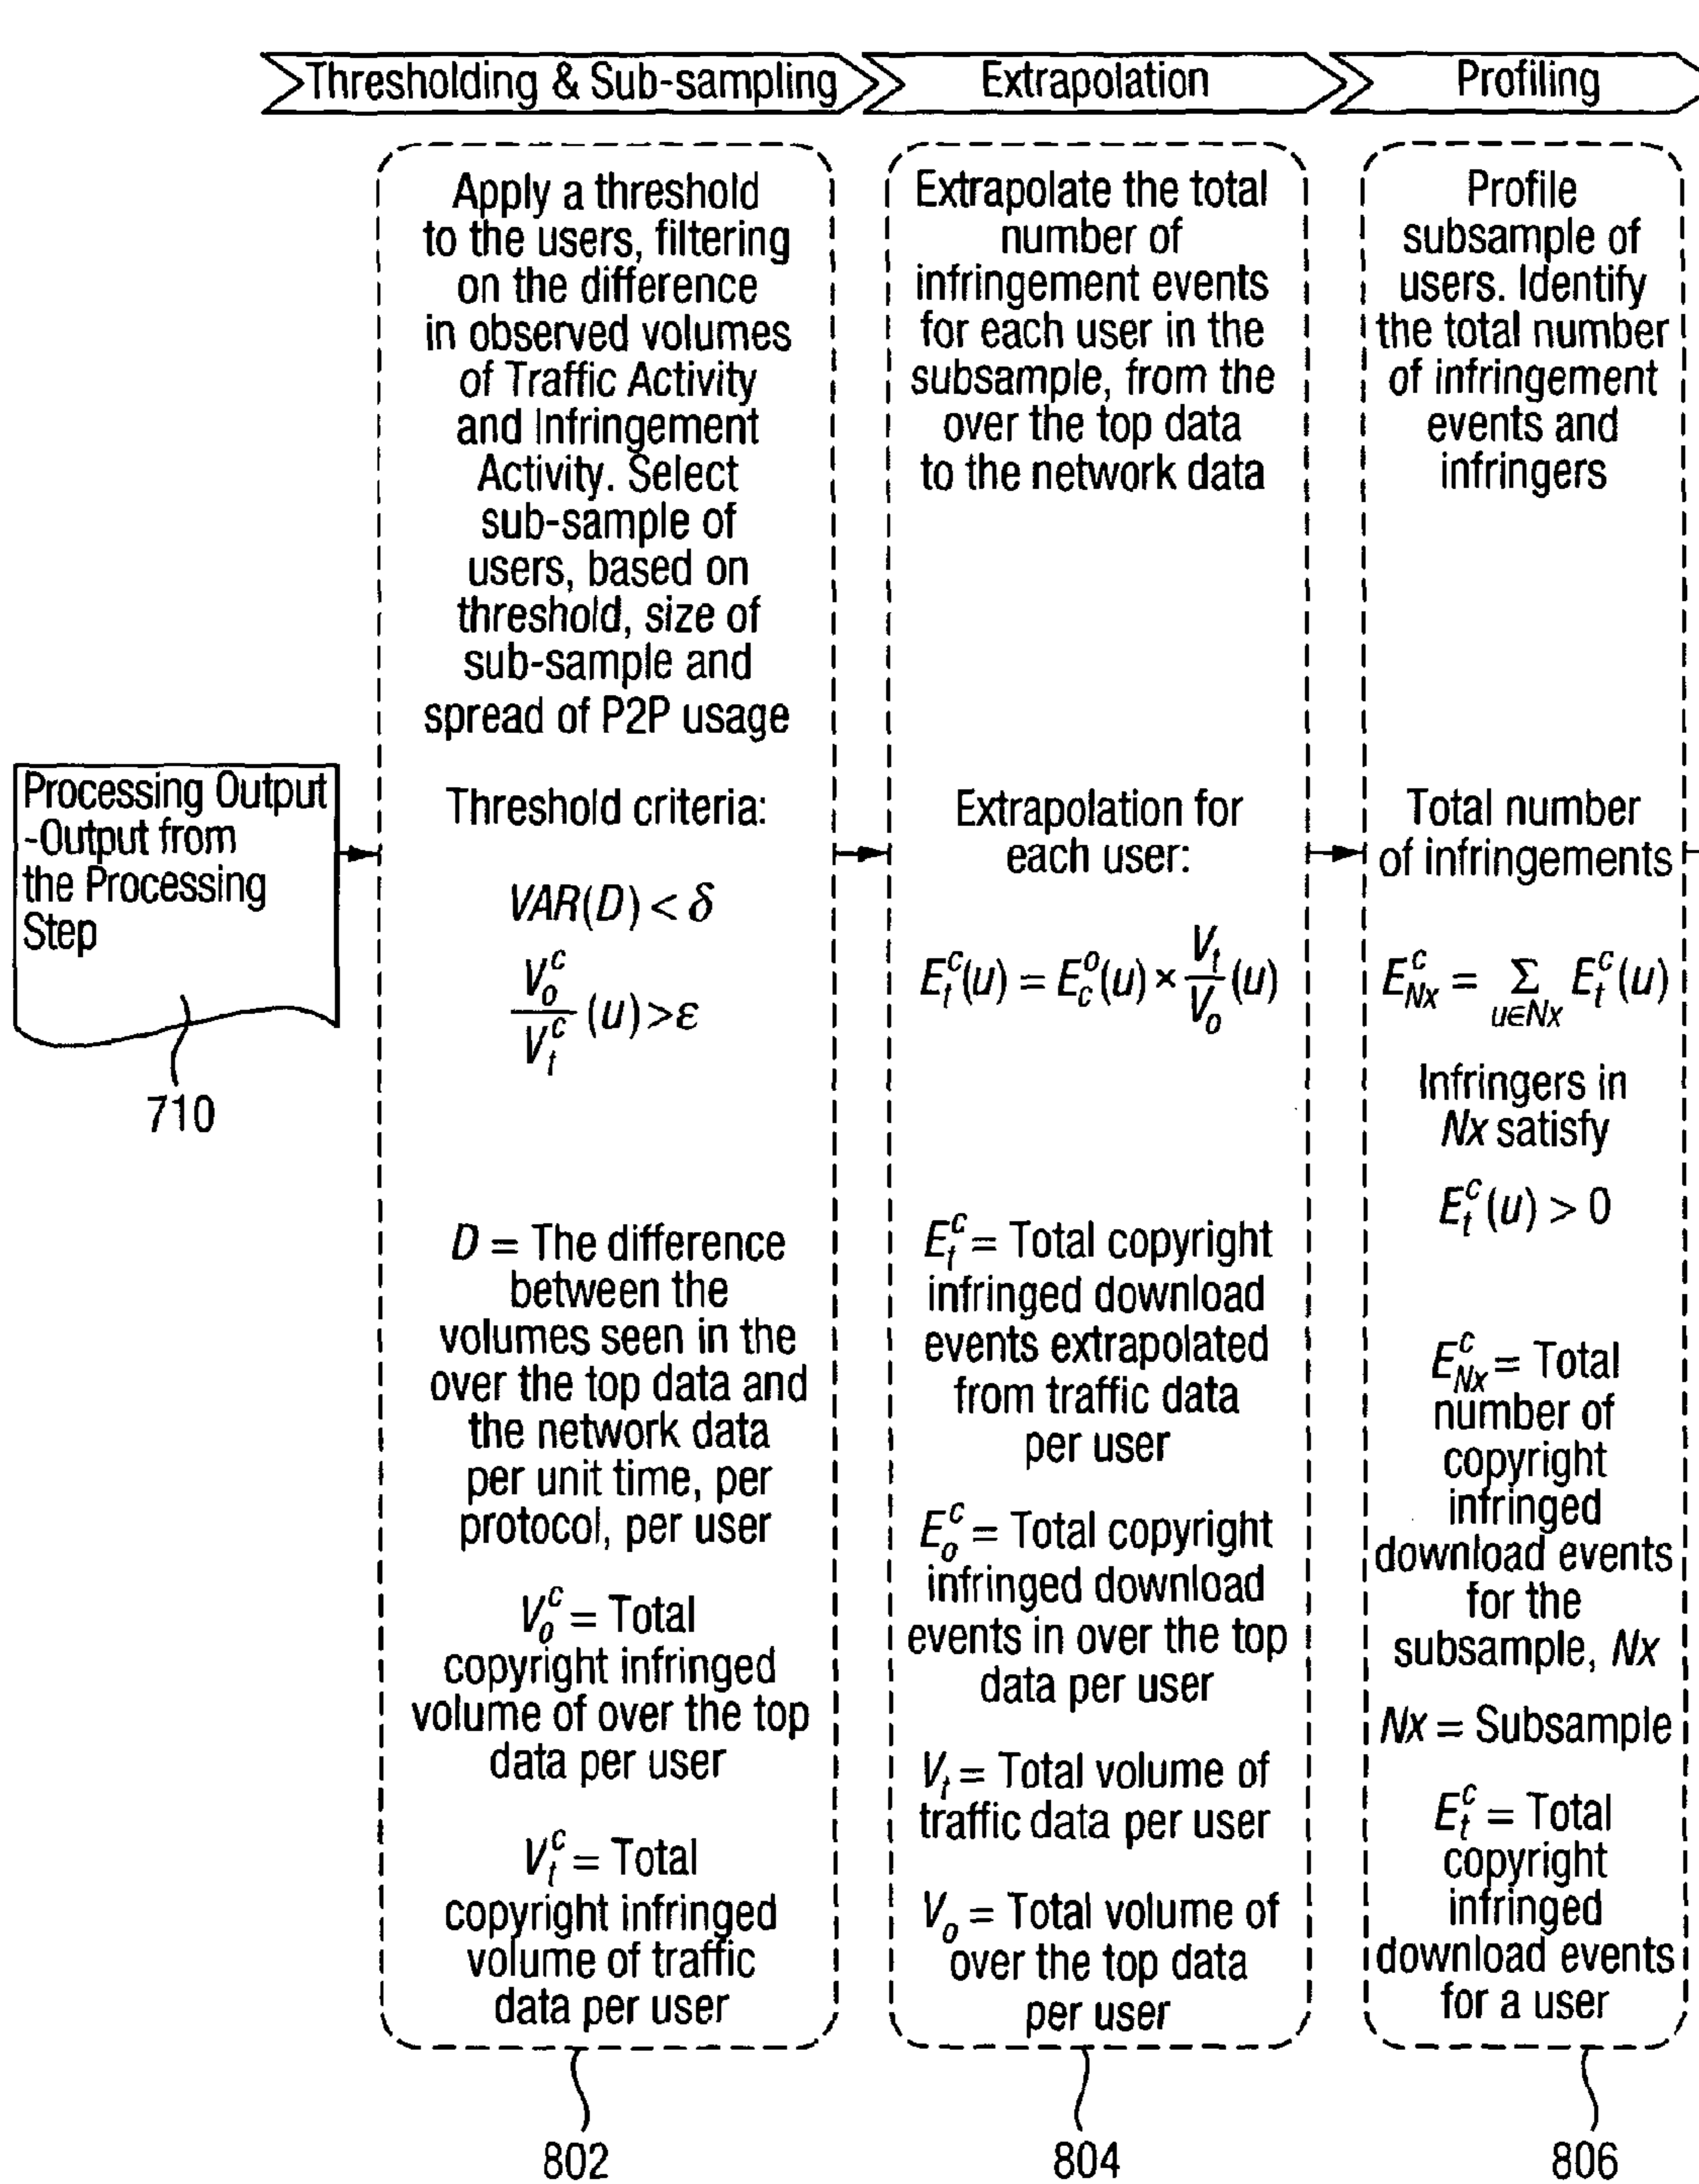 Thresholding & Sub-sampling
Extrapolation
Profiling
Processing Output
-Output from
the Processing
Step
710
Apply a threshold
to the users, filtering
on the difference
in observed volumes
of Traffic Activity
and Infringement
Activity. Select
sub-sample of
users, based on
threshold, size of
sub-sample and
spread of P2P usage
Threshold criteria:
VAR(D) < δ
V_o^c / V_t^c (u) > ε
D = The difference
between the
volumes seen in the
over the top data and
the network data
per unit time, per
protocol, per user
V_o^c = Total
copyright infringed
volume of over the top
data per user
V_t^c = Total
copyright infringed
volume of traffic
data per user
802
Extrapolate the total
number of
infringement events
for each user in the
subsample, from the
over the top data
to the network data
Extrapolation for
each user:
E_t^c(u) = E_c^o(u) × V_t / V_o (u)
E_t^c = Total copyright
infringed download
events extrapolated
from traffic data
per user
E_o^c = Total copyright
infringed download
events in over the top
data per user
V_t = Total volume of
traffic data per user
V_o = Total volume of
over the top data
per user
804
Profile
subsample of
users. Identify
the total number
of infringement
events and
infringers
Total number
of infringements
E_Nx^c = Σ_{u∈Nx} E_t^c(u)
Infringers in
Nx satisfy
E_t^c(u) > 0
E_Nx^c = Total
number of
copyright
infringed
download events
for the
subsample, Nx
Nx = Subsample
E_t^c = Total
copyright
infringed
download events
for a user
806